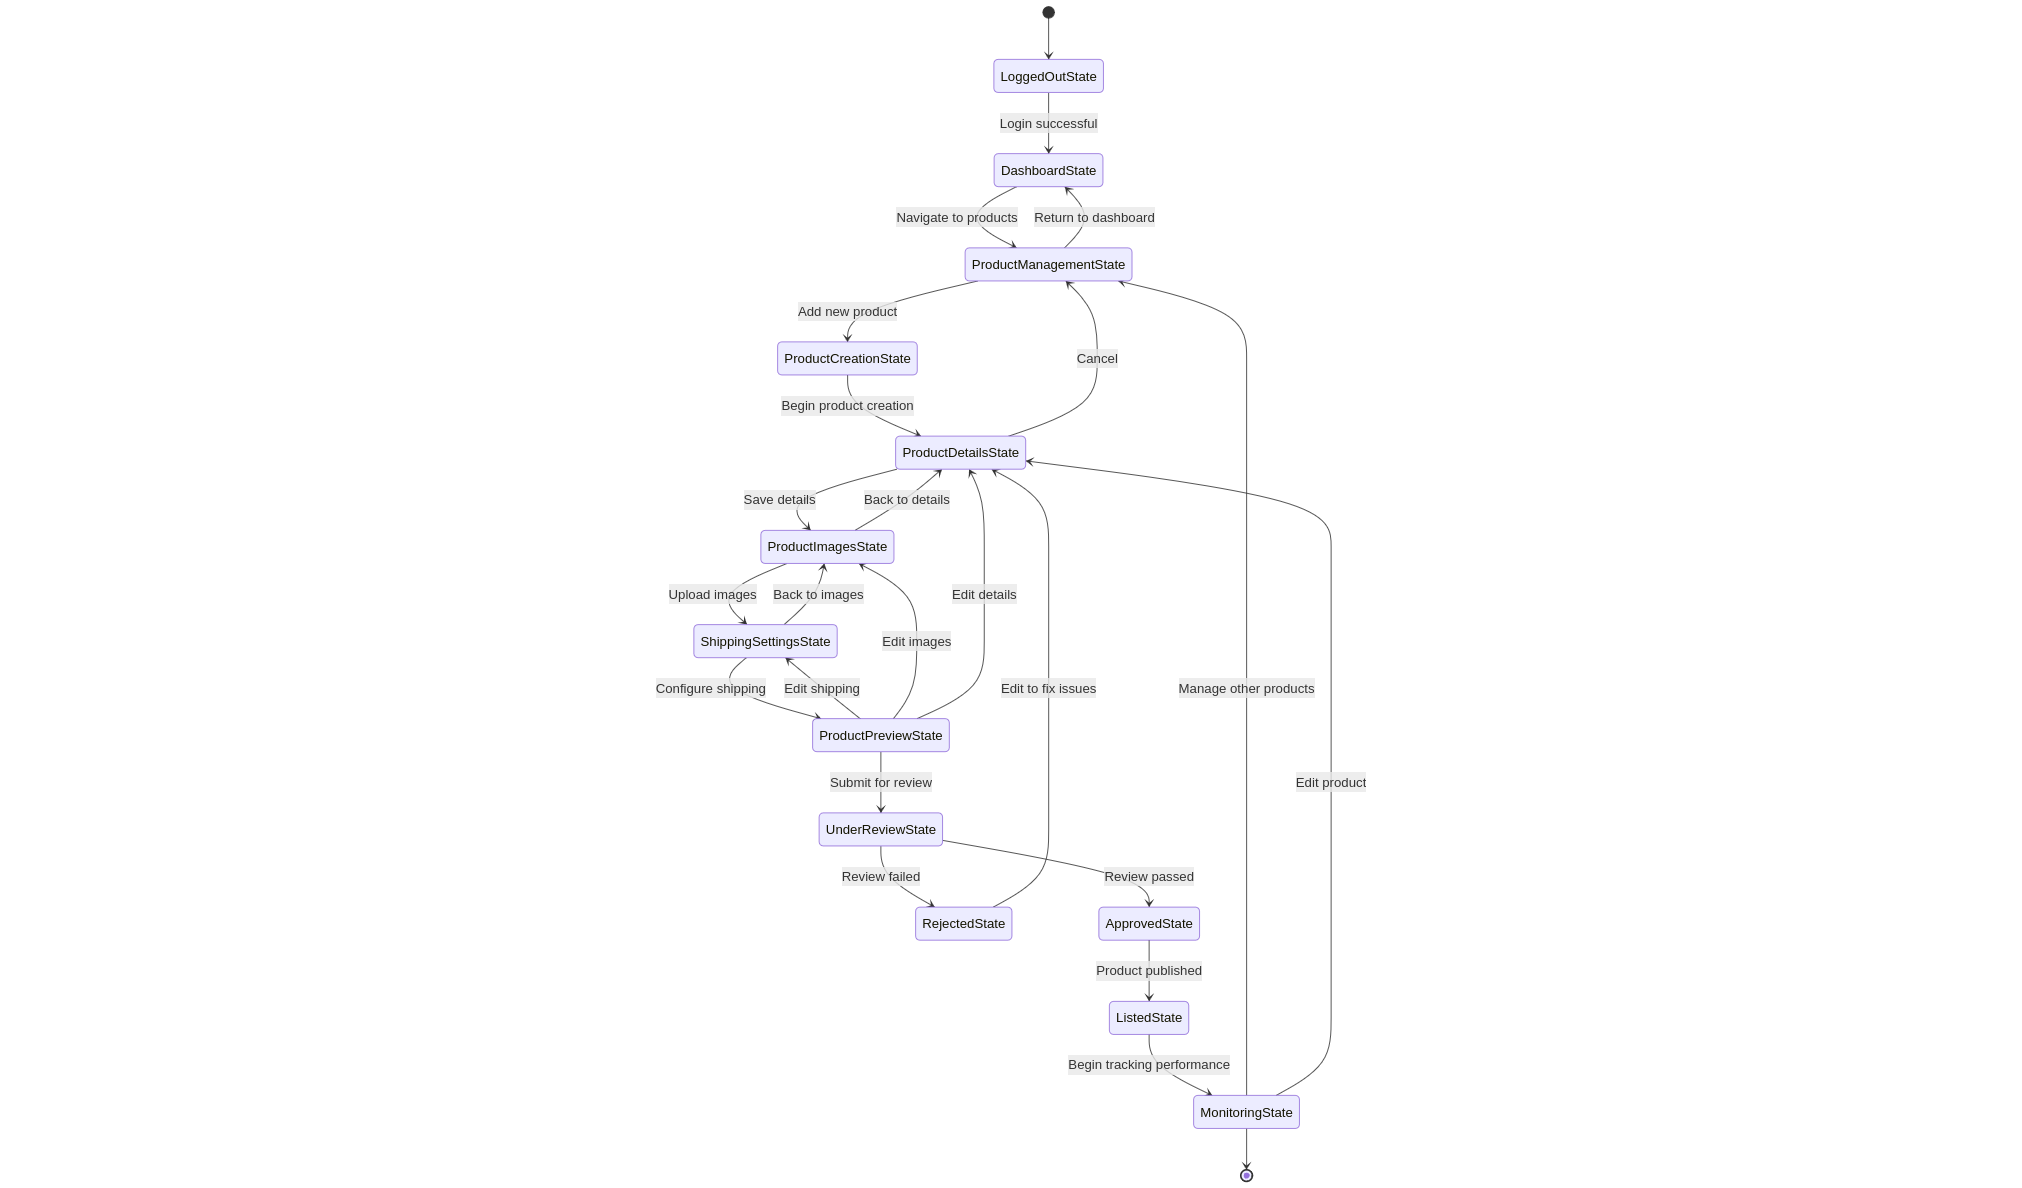 LoggedOutState
Login successful
DashboardState
Navigate to products
Return to dashboard
ProductManagementState
Add new product
ProductCreationState
Cancel
Begin product creation
ProductDetailsState
Save details
Back to details
ProductImagesState
Upload images
Back to images
Edit details
ShippingSettingsState
Edit images
Configure shipping
Edit shipping
Edit to fix issues
Manage other products
ProductPreviewState
Submit for review
Edit product
UnderReviewState
Review failed
Review passed
RejectedState
ApprovedState
Product published
ListedState
Begin tracking performance
MonitoringState